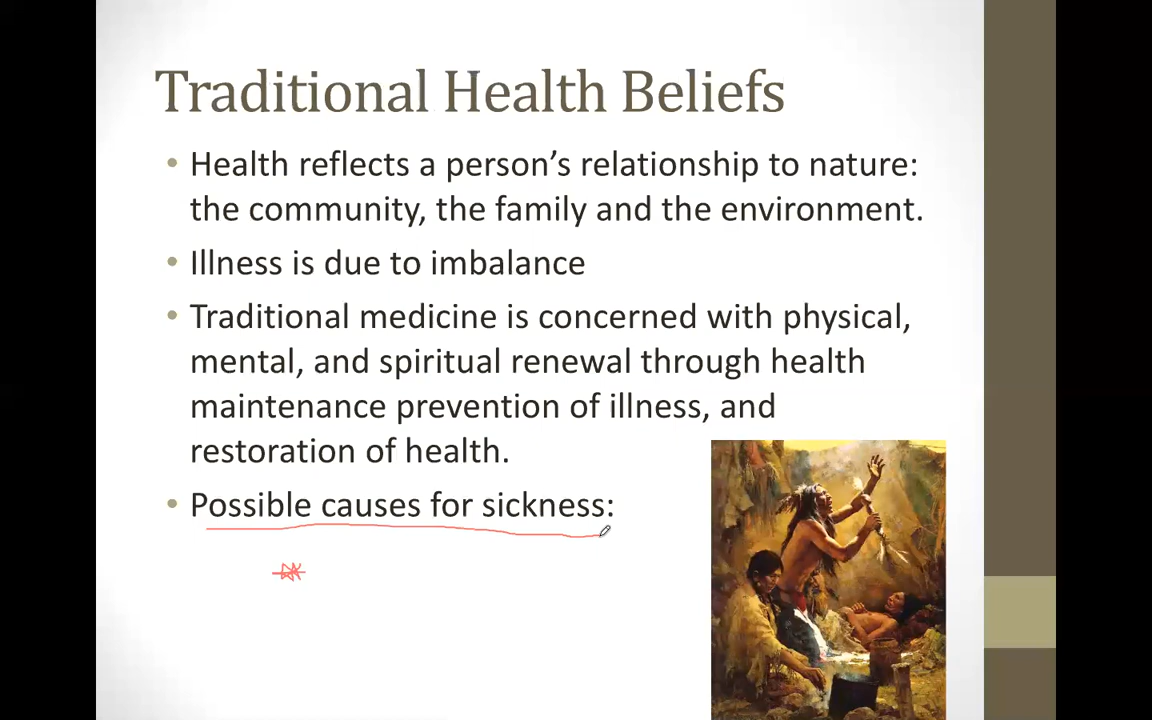 Traditional Health Beliefs
• Health reflects a person's relationship to nature:
the community, the family and the environment.
• Illness is due to imbalance
• Traditional medicine is concerned with physical,
mental, and spiritual renewal through health
maintenance prevention of illness, and
restoration of health.
• Possible causes for sickness: